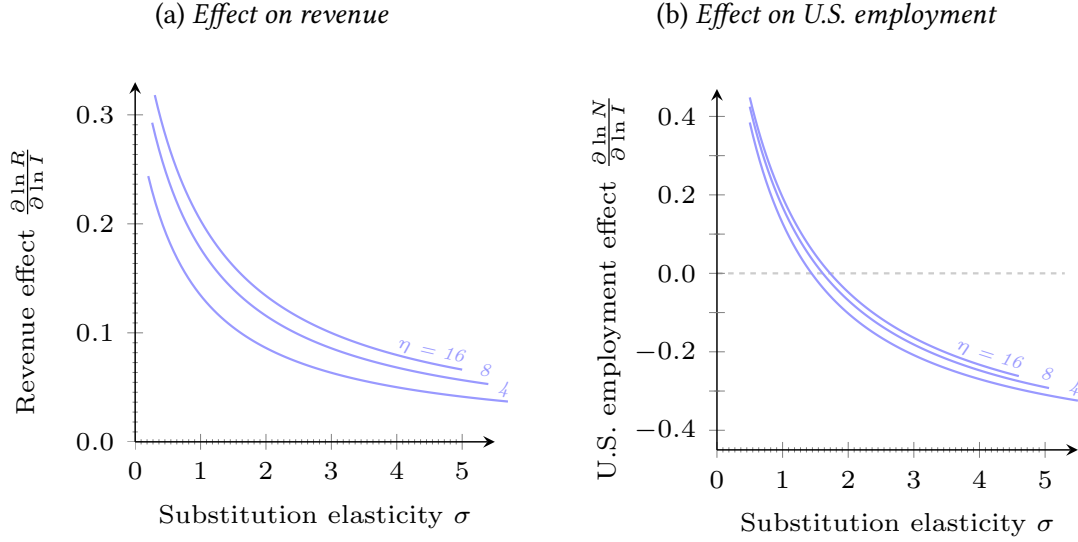 (a) Effect on revenue
0.3
0.2
0.1
0.0
0 1 2 3 4 5
Revenue effect ∂ ln R / ∂ ln I
Substitution elasticity σ
η = 16
8
4
(b) Effect on U.S. employment
0.4
0.2
0.0
−0.2
−0.4
0 1 2 3 4 5
U.S. employment effect ∂ ln N / ∂ ln I
Substitution elasticity σ
η = 16
8
4